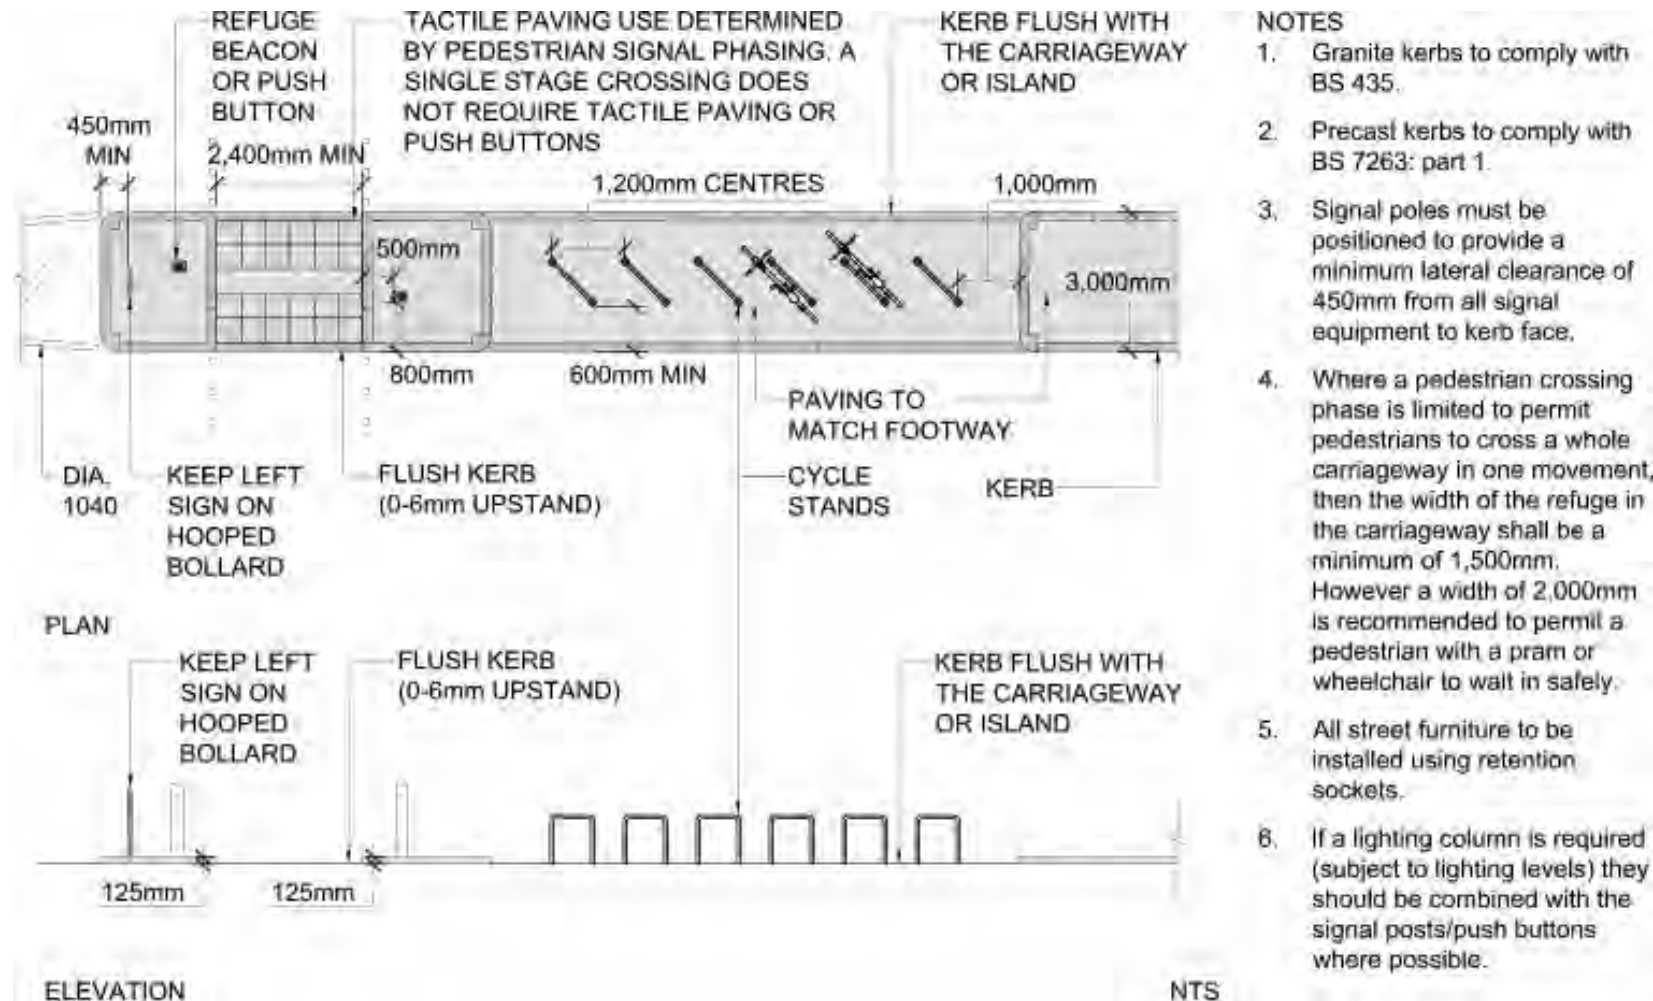 REFUGE
BEACON
OR PUSH
BUTTON
TACTILE PAVING USE DETERMINED
BY PEDESTRIAN SIGNAL PHASING. A
SINGLE STAGE CROSSING DOES
NOT REQUIRE TACTILE PAVING OR
PUSH BUTTONS
KERB FLUSH WITH
THE CARRIAGEWAY
OR ISLAND
450mm
MIN
2,400mm MIN
1,200mm CENTRES
1,000mm
500mm
3,000mm
800mm
600mm MIN
PAVING TO
MATCH FOOTWAY
DIA.
1040
KEEP LEFT
SIGN ON
HOOPED
BOLLARD
FLUSH KERB
(0-6mm UPSTAND)
CYCLE
STANDS
KERB
PLAN
KEEP LEFT
SIGN ON
HOOPED
BOLLARD
FLUSH KERB
(0-6mm UPSTAND)
KERB FLUSH WITH
THE CARRIAGEWAY
OR ISLAND
125mm
125mm
ELEVATION
NTS
NOTES
1. Granite kerbs to comply with
BS 435.
2. Precast kerbs to comply with
BS 7263: part 1.
3. Signal poles must be
positioned to provide a
minimum lateral clearance of
450mm from all signal
equipment to kerb face.
4. Where a pedestrian crossing
phase is limited to permit
pedestrians to cross a whole
carriageway in one movement,
then the width of the refuge in
the carriageway shall be a
minimum of 1,500mm.
However a width of 2,000mm
is recommended to permit a
pedestrian with a pram or
wheelchair to wait in safely.
5. All street furniture to be
installed using retention
sockets.
6. If a lighting column is required
(subject to lighting levels) they
should be combined with the
signal posts/push buttons
where possible.